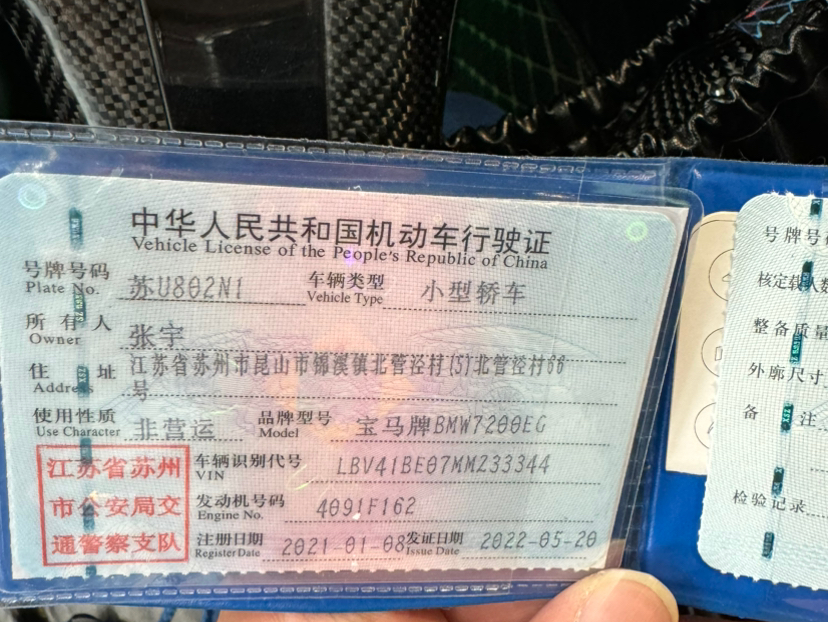 中华人民共和国机动车行驶证
Vehicle License of the People's Republic of China
号牌号码 苏U802N1 车辆类型 小型轿车
Plate No. Vehicle Type
所有人 张宇
Owner
住址 江苏省苏州市昆山市锦溪镇北管泾村(5)北管泾村66
Address 号
使用性质 非营运 品牌型号 宝马牌BMW7200EG
Use Character Model
江苏省苏州
市公安局交
通警察支队
车辆识别代号 LBV41BE07MM233344
VIN
发动机号码 4091F162
Engine No.
注册日期 2021-01-08 发证日期 2022-05-20
Register Date Issue Date
号牌号
核定载人数
整备质量
外廓尺寸
备注
检验记录